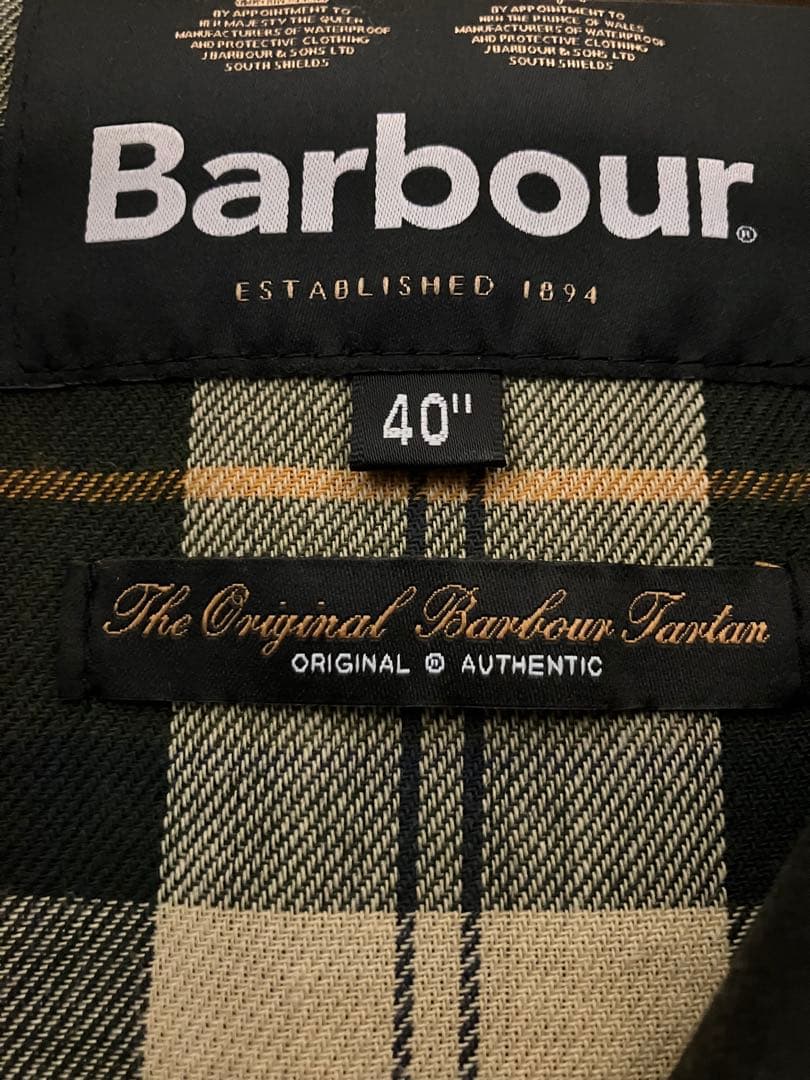 BY APPOINTMENT TO
HER MAJESTY THE QUEEN
MANUFACTURERS OF WATERPROOF
AND PROTECTIVE CLOTHING
J BARBOUR & SONS LTD
SOUTH SHIELDS
BY APPOINTMENT TO
HRH THE PRINCE OF WALES
MANUFACTURERS OF WATERPROOF
AND PROTECTIVE CLOTHING
J BARBOUR & SONS LTD
SOUTH SHIELDS
Barbour®
ESTABLISHED 1894
40"
The Original Barbour Tartan
ORIGINAL ® AUTHENTIC